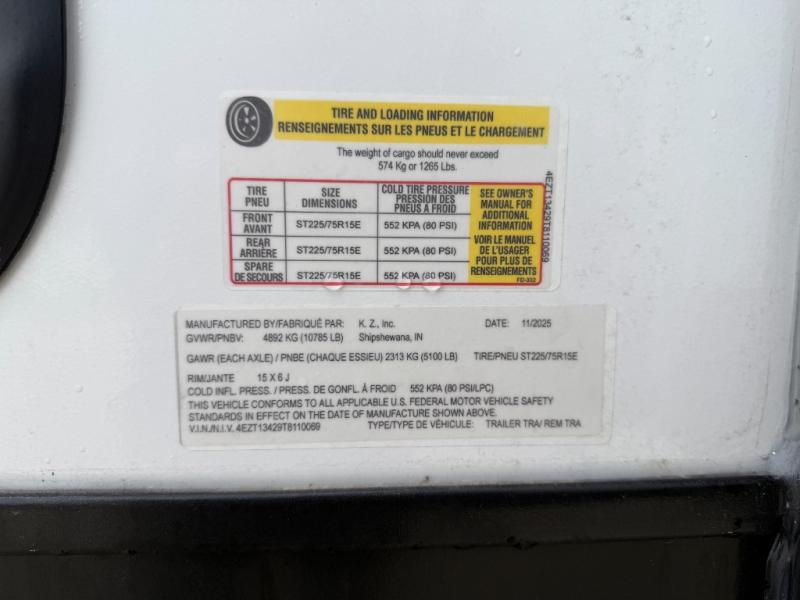 TIRE AND LOADING INFORMATION
RENSEIGNEMENTS SUR LES PNEUS ET LE CHARGEMENT
The weight of cargo should never exceed
574 Kg or 1265 Lbs.
TIRE PNEU SIZE DIMENSIONS COLD TIRE PRESSURE PRESSION DES PNEUS A FROID
FRONT AVANT ST225/75R15E 552 KPA (80 PSI)
REAR ARRIÈRE ST225/75R15E 552 KPA (80 PSI)
SPARE DE SECOURS ST225/75R15E 552 KPA (80 PSI)
SEE OWNER'S
MANUAL FOR
ADDITIONAL
INFORMATION
VOIR LE MANUEL
DE L'USAGER
POUR PLUS DE
RENSEIGNEMENTS
FD-332
4EZT13429T8110069
MANUFACTURED BY/FABRIQUÉ PAR: K. Z., Inc. DATE: 11/2025
GVWR/PNBV: 4892 KG (10785 LB) Shipshewana, IN
GAWR (EACH AXLE) / PNBE (CHAQUE ESSIEU) 2313 KG (5100 LB) TIRE/PNEU ST225/75R15E
RIM/JANTE 15 X 6 J
COLD INFL. PRESS. / PRESS. DE GONFL. À FROID 552 KPA (80 PSI/LPC)
THIS VEHICLE CONFORMS TO ALL APPLICABLE U.S. FEDERAL MOTOR VEHICLE SAFETY
STANDARDS IN EFFECT ON THE DATE OF MANUFACTURE SHOWN ABOVE.
V.I.N./N.I.V. 4EZT13429T8110069 TYPE/TYPE DE VÉHICULE: TRAILER TRA/ REM TRA